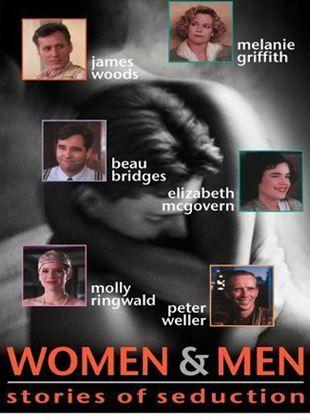 james
woods
melanie
griffith
beau
bridges
elizabeth
mcgovern
molly
ringwald
peter
weller
WOMEN & MEN
stories of seduction